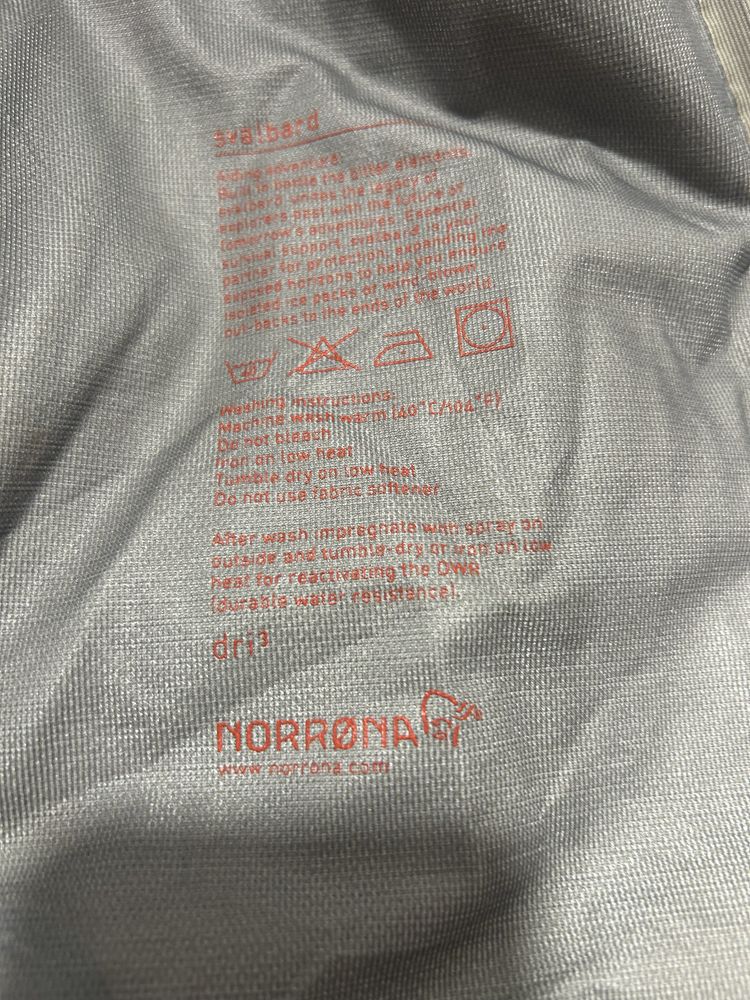 svalbard
Aiding adventure:
Built to battle the bitter elements,
svalbard unites the legacy of
explorers past with the future of
tomorrow's adventures. Essential
survival support, svalbard is your
partner for protection, expanding the
exposed horizons to help you endure
isolated ice packs or wind-blown
out-backs to the ends of the world.
40
Washing instructions:
Machine wash warm (40°C/104°F)
Do not bleach
Iron on low heat
Tumble dry on low heat
Do not use fabric softener
After wash impregnate with spray on
outside and tumble-dry or iron on low
heat for reactivating the DWR
(durable water resistance).
dri³
NORRØNA
www.norrona.com